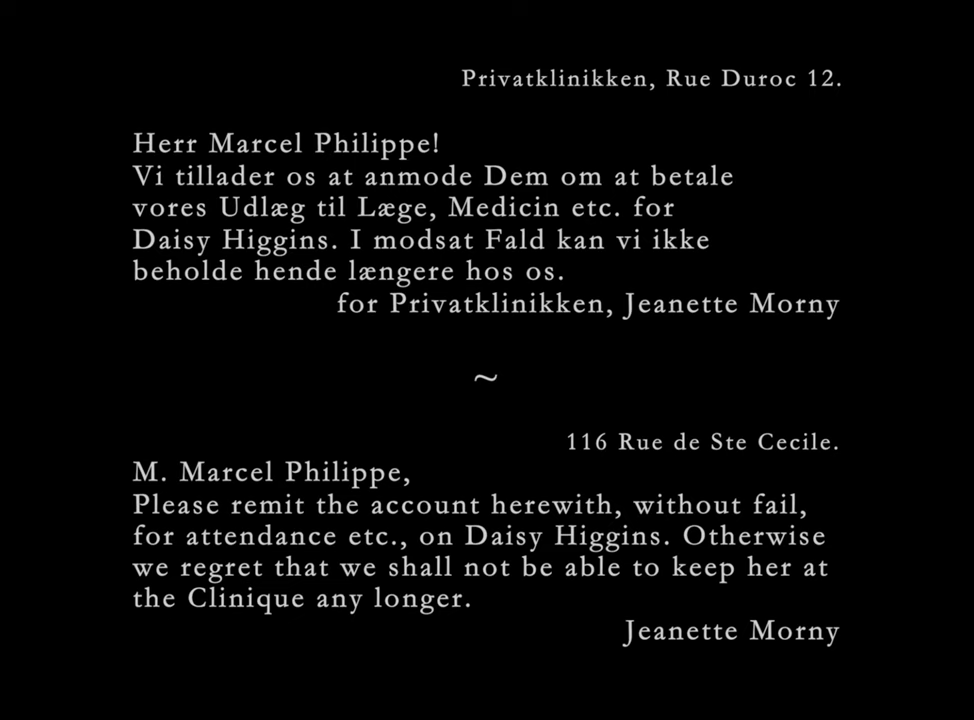 Privatklinikken, Rue Duroc 12.
Herr Marcel Philippe!
Vi tillader os at anmode Dem om at betale
vores Udlæg til Læge, Medicin etc. for
Daisy Higgins. I modsat Fald kan vi ikke
beholde hende længere hos os.
for Privatklinikken, Jeanette Morny
~
116 Rue de Ste Cecile.
M. Marcel Philippe,
Please remit the account herewith, without fail,
for attendance etc., on Daisy Higgins. Otherwise
we regret that we shall not be able to keep her at
the Clinique any longer.
Jeanette Morny